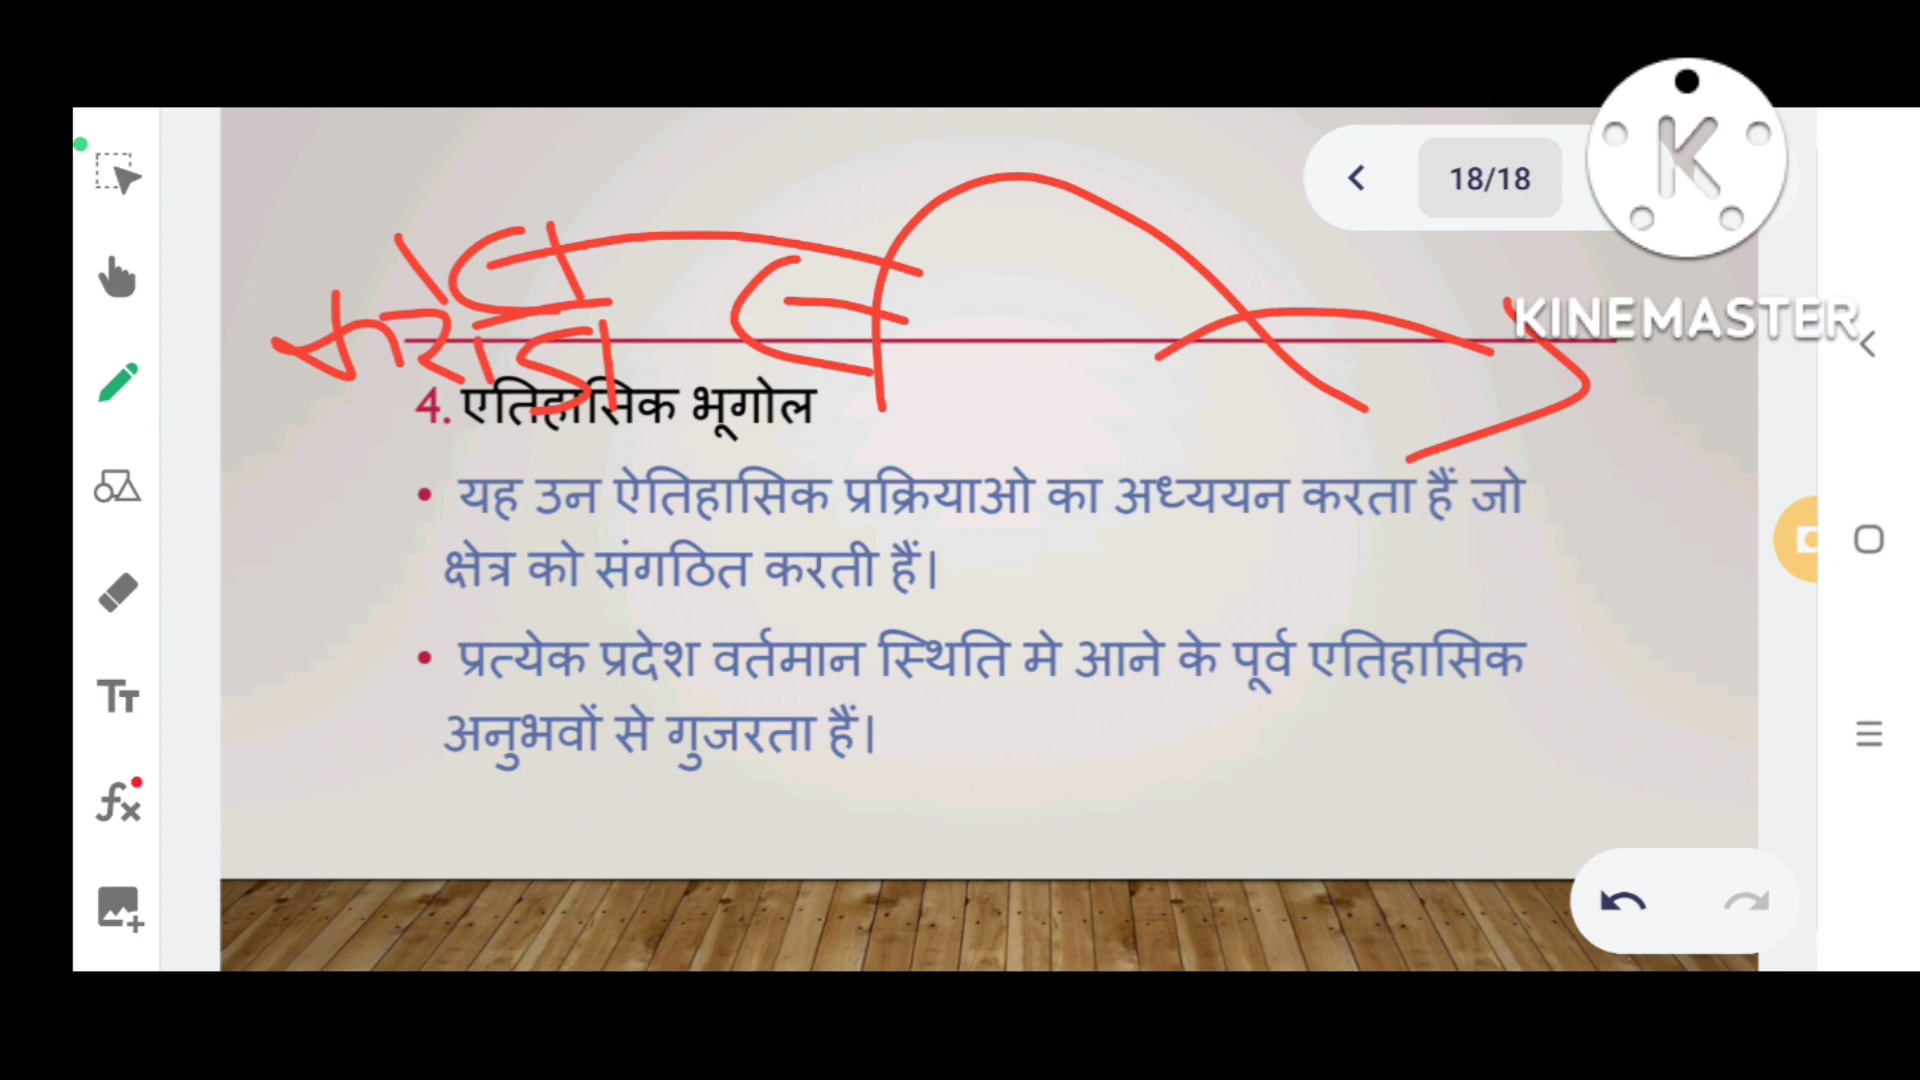 18/18
KINEMASTER
4. एतिहासिक भूगोल
• यह उन ऐतिहासिक प्रक्रियाओ का अध्ययन करता हैं जो
क्षेत्र को संगठित करती हैं।
• प्रत्येक प्रदेश वर्तमान स्थिति मे आने के पूर्व एतिहासिक
अनुभवों से गुजरता हैं।